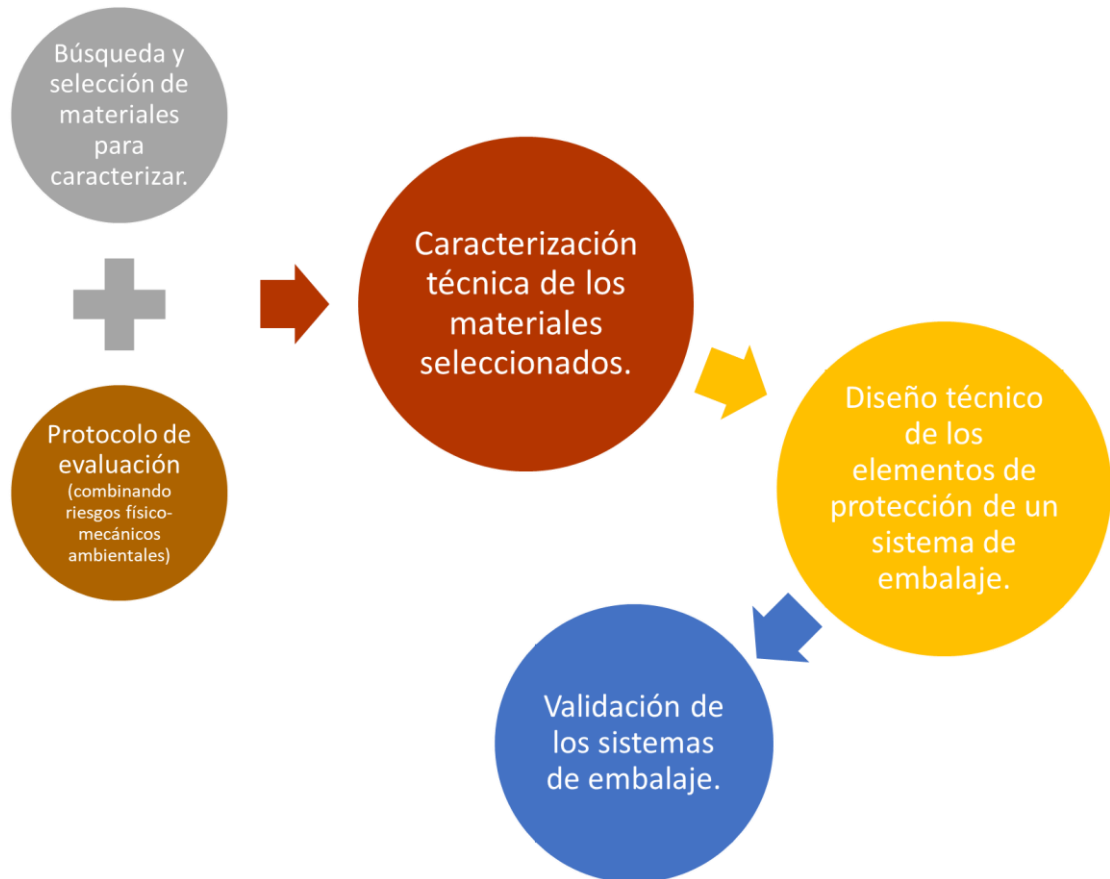 Búsqueda y
selección de
materiales
para
caracterizar.
Protocolo de
evaluación
(combinando
riesgos físico-
mecánicos
ambientales)
Caracterización
técnica de los
materiales
seleccionados.
Diseño técnico
de los
elementos de
protección de un
sistema de
embalaje.
Validación de
los sistemas
de embalaje.